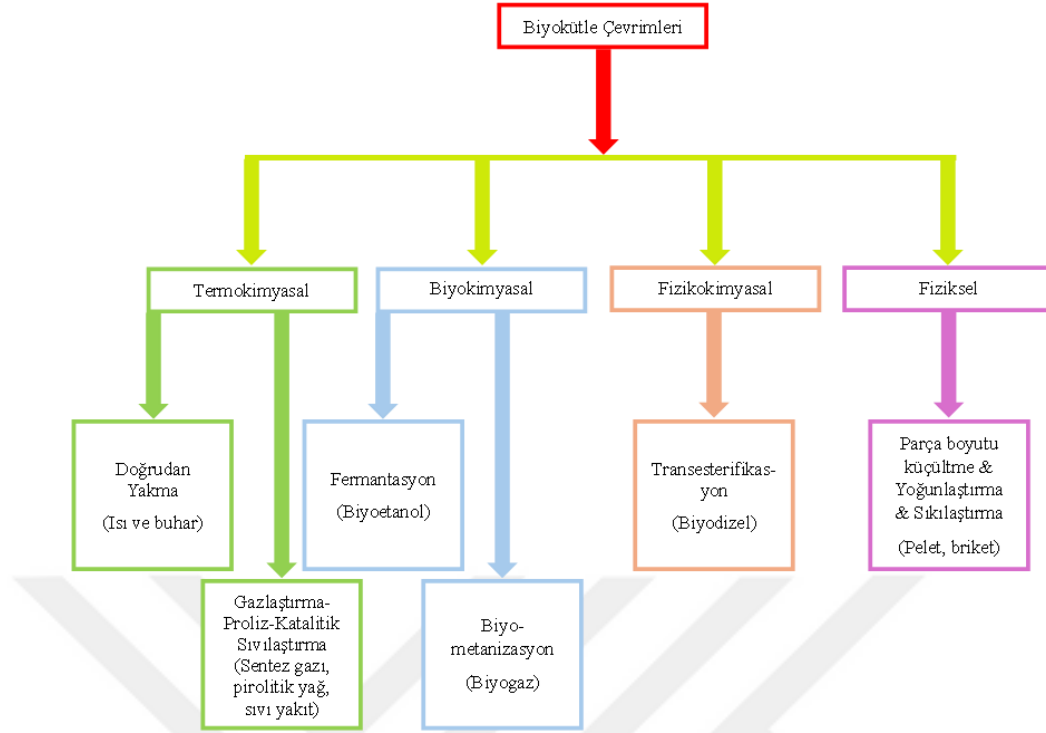 Biyokütle Çevrimleri
Termokimyasal
Biyokimyasal
Fizikokimyasal
Fiziksel
Doğrudan
Yakma
(Isı ve buhar)
Fermantasyon
(Biyoetanol)
Transesterifikas-
yon
(Biyodizel)
Parça boyutu
küçültme &
Yoğunlaştırma
& Sıkılaştırma
(Pelet, briket)
Gazlaştırma-
Proliz-Katalitik
Sıvılaştırma
(Sentez gazı,
pirolitik yağ,
sıvı yakıt)
Biyo-
metanizasyon
(Biyogaz)